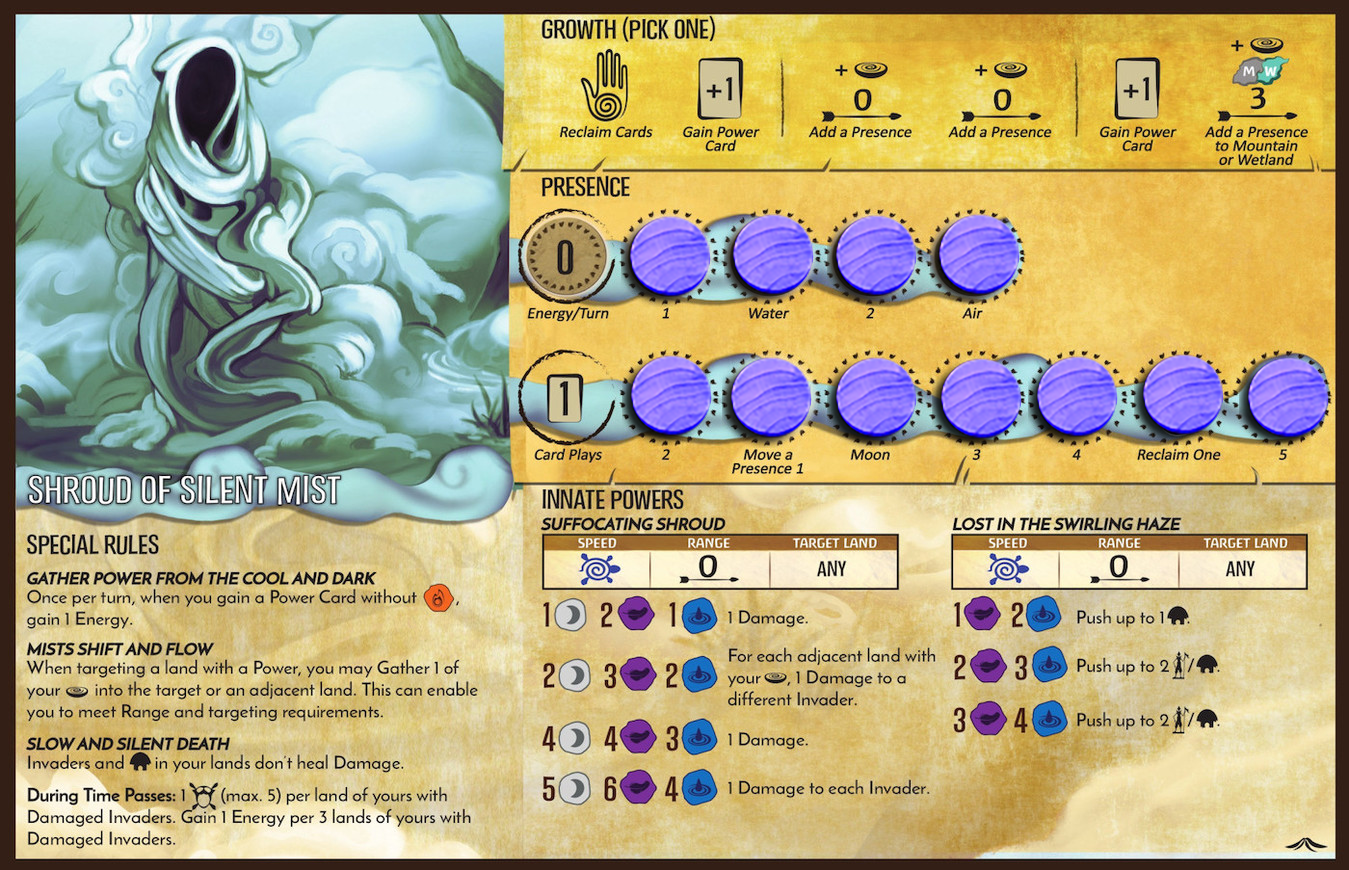 GROWTH (PICK ONE)
Reclaim Cards
+1
Gain Power
Card
+
0
Add a Presence
+
0
Add a Presence
+1
Gain Power
Card
+
M W
3
Add a Presence
to Mountain
or Wetland
PRESENCE
0
Energy/Turn
1
Water
2
Air
1
Card Plays
2
Move a
Presence 1
Moon
3
4
Reclaim One
5
SHROUD OF SILENT MIST
SPECIAL RULES
GATHER POWER FROM THE COOL AND DARK
Once per turn, when you gain a Power Card without ,
gain 1 Energy.
MISTS SHIFT AND FLOW
When targeting a land with a Power, you may Gather 1 of
your into the target or an adjacent land. This can enable
you to meet Range and targeting requirements.
SLOW AND SILENT DEATH
Invaders and in your lands don't heal Damage.
During Time Passes: 1 (max. 5) per land of yours with
Damaged Invaders. Gain 1 Energy per 3 lands of yours with
Damaged Invaders.
INNATE POWERS
SUFFOCATING SHROUD
SPEED RANGE TARGET LAND
0 ANY
1 2 1 1 Damage.
2 3 2 For each adjacent land with
your , 1 Damage to a
different Invader.
4 4 3 1 Damage.
5 6 4 1 Damage to each Invader.
LOST IN THE SWIRLING HAZE
SPEED RANGE TARGET LAND
0 ANY
1 2 Push up to 1 .
2 3 Push up to 2 / .
3 4 Push up to 2 / .